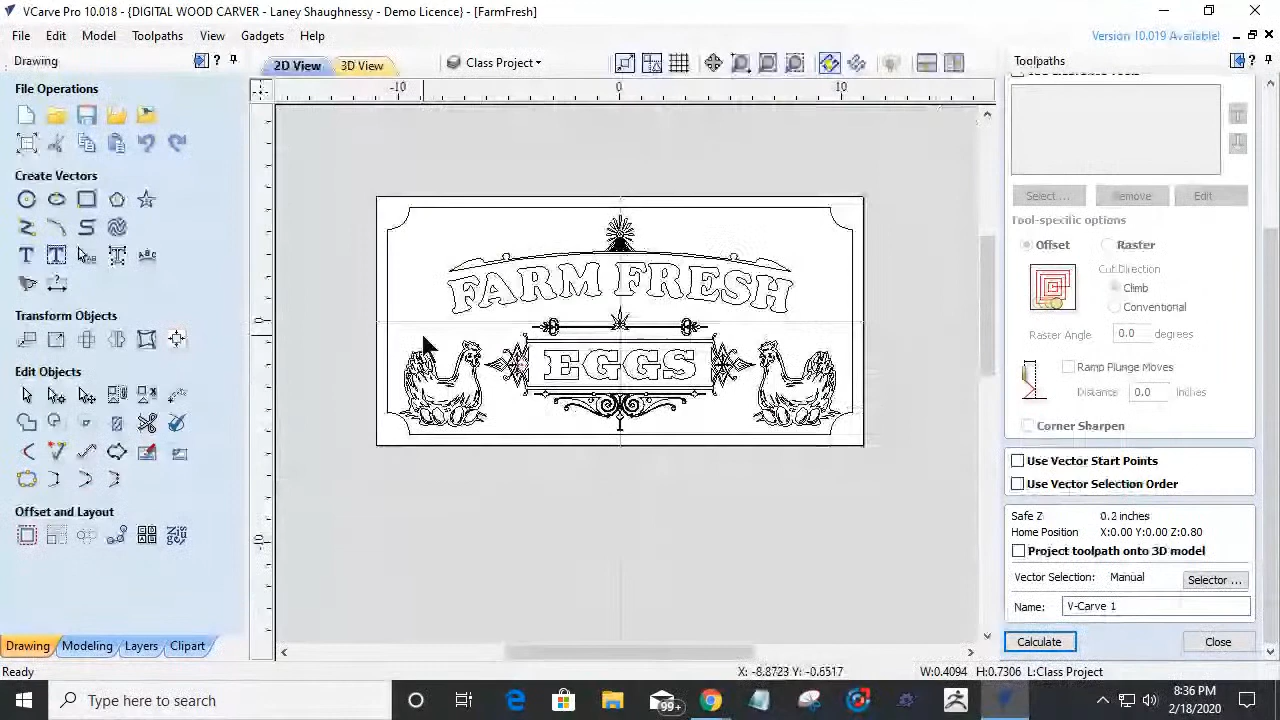 VCarve Pro 10.018 - {DIGITAL WOOD CARVER - Laney Shaughnessy - Demo Licence} - [FarmFresh]
File Edit Model Toolpaths View Gadgets Help
Version 10.019 Available!
Drawing
2D View 3D View
Class Project
Toolpaths
File Operations
Create Vectors
Transform Objects
Edit Objects
Offset and Layout
-10 0 10
0
-10
FARM FRESH
EGGS
Select ... Remove Edit
Tool-specific options
Offset Raster
Cut Direction
Climb
Conventional
Raster Angle 0.0 degrees
Ramp Plunge Moves
Distance 0.0 inches
Corner Sharpen
Use Vector Start Points
Use Vector Selection Order
Safe Z 0.2 inches
Home Position X:0.00 Y:0.00 Z:0.80
Project toolpath onto 3D model
Vector Selection: Manual Selector ...
Name: V-Carve 1
Calculate Close
Drawing Modeling Layers Clipart
Ready
X: -8.8723 Y: -0.6517
W:0.4094 H:0.7306 L:Class Project
Type here to search
99+
8:36 PM
2/18/2020